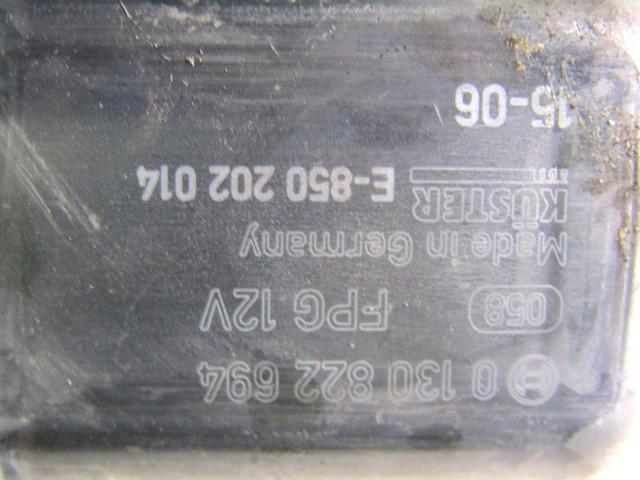 0 130 822 694
058 FPG 12V
Made in Germany
KÜSTER E-850 202 014
15-06